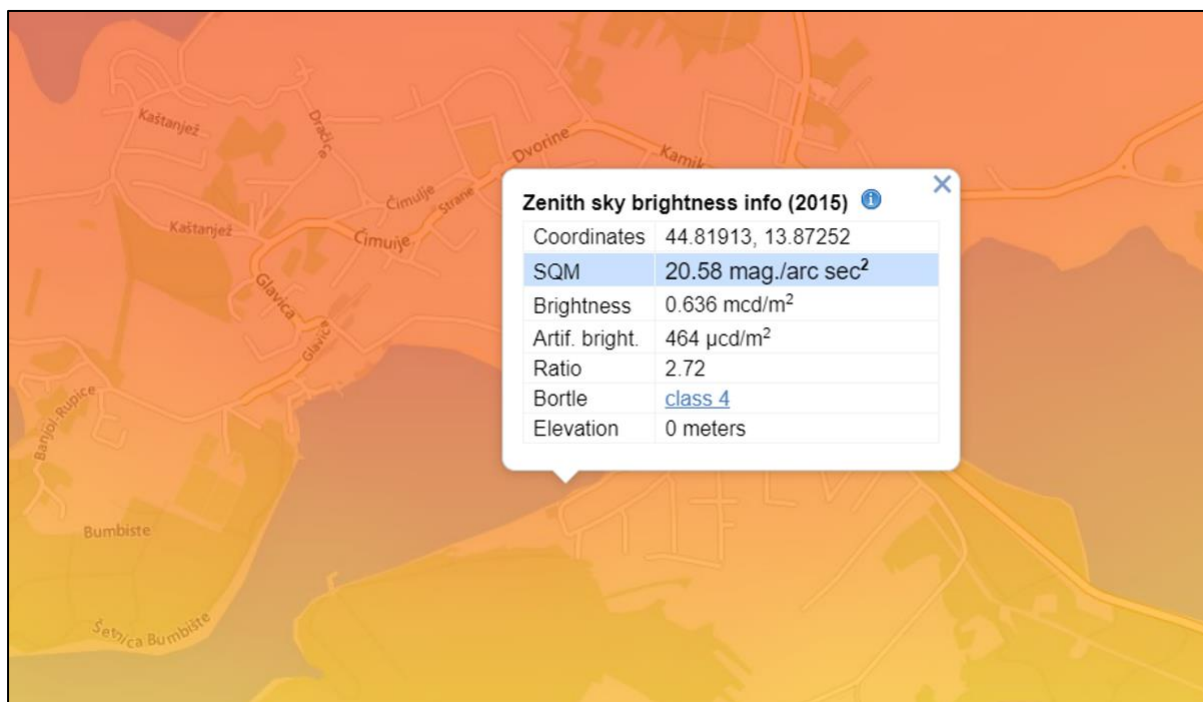 Kaštanjež
Dračice
Dvorine
Kamik
Čimulje
Strane
Kaštanjež
Čimulje
Glavica
Glavica
Banjol-Rupice
Bumbiste
Šetnica Bumbište
Zenith sky brightness info (2015)
Coordinates 44.81913, 13.87252
SQM 20.58 mag./arc sec²
Brightness 0.636 mcd/m²
Artif. bright. 464 μcd/m²
Ratio 2.72
Bortle class 4
Elevation 0 meters